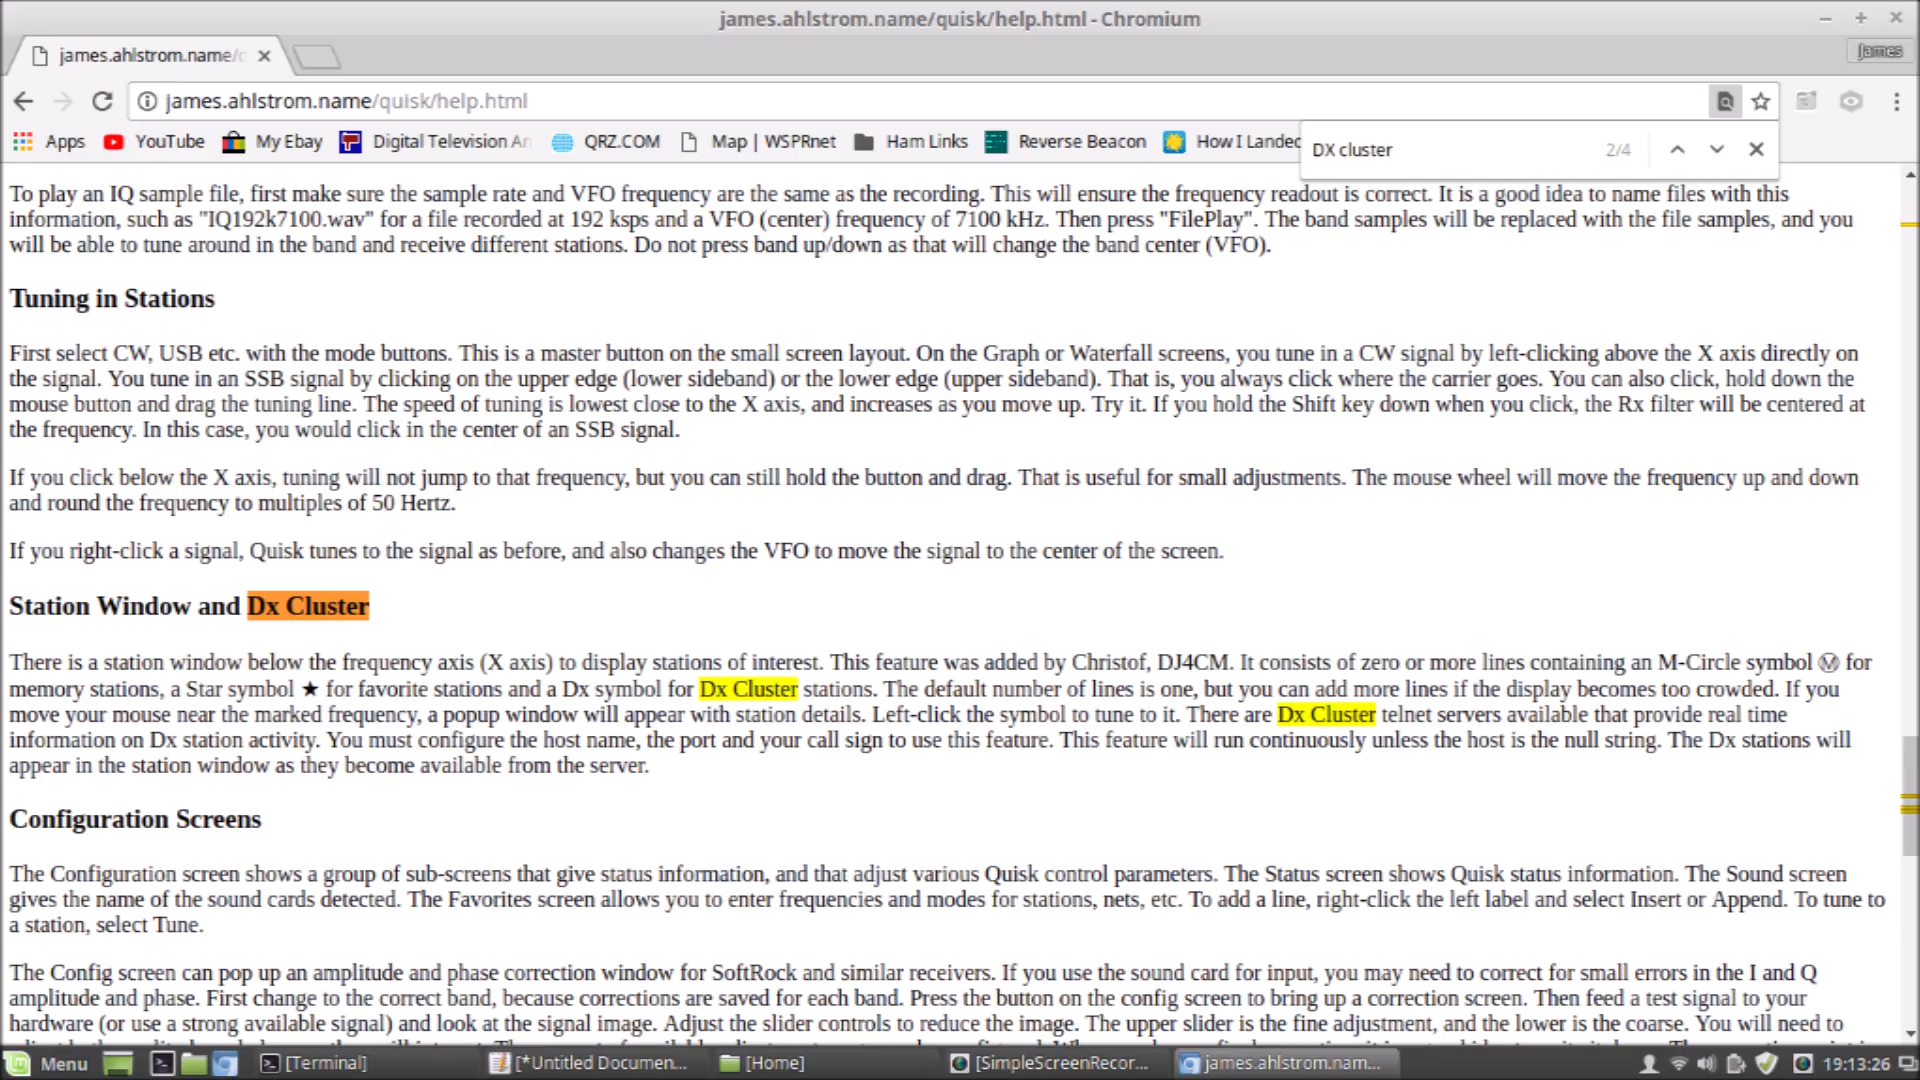 james.ahlstrom.name/quisk/help.html - Chromium
james.ahlstrom.name/
James
james.ahlstrom.name/quisk/help.html
Apps YouTube My Ebay Digital Television QRZ.COM Map | WSPRnet Ham Links Reverse Beacon How I
DX cluster 2/4
To play an IQ sample file, first make sure the sample rate and VFO frequency are the same as the recording. This will ensure the frequency readout is correct. It is a good idea to name files with this
information, such as "IQ192k7100.wav" for a file recorded at 192 ksps and a VFO (center) frequency of 7100 kHz. Then press "FilePlay". The band samples will be replaced with the file samples, and you
will be able to tune around in the band and receive different stations. Do not press band up/down as that will change the band center (VFO).
Tuning in Stations
First select CW, USB etc. with the mode buttons. This is a master button on the small screen layout. On the Graph or Waterfall screens, you tune in a CW signal by left-clicking above the X axis directly on
the signal. You tune in an SSB signal by clicking on the upper edge (lower sideband) or the lower edge (upper sideband). That is, you always click where the carrier goes. You can also click, hold down the
mouse button and drag the tuning line. The speed of tuning is lowest close to the X axis, and increases as you move up. Try it. If you hold the Shift key down when you click, the Rx filter will be centered at
the frequency. In this case, you would click in the center of an SSB signal.
If you click below the X axis, tuning will not jump to that frequency, but you can still hold the button and drag. That is useful for small adjustments. The mouse wheel will move the frequency up and down
and round the frequency to multiples of 50 Hertz.
If you right-click a signal, Quisk tunes to the signal as before, and also changes the VFO to move the signal to the center of the screen.
Station Window and Dx Cluster
There is a station window below the frequency axis (X axis) to display stations of interest. This feature was added by Christof, DJ4CM. It consists of zero or more lines containing an M-Circle symbol Ⓜ for
memory stations, a Star symbol ★ for favorite stations and a Dx symbol for Dx Cluster stations. The default number of lines is one, but you can add more lines if the display becomes too crowded. If you
move your mouse near the marked frequency, a popup window will appear with station details. Left-click the symbol to tune to it. There are Dx Cluster telnet servers available that provide real time
information on Dx station activity. You must configure the host name, the port and your call sign to use this feature. This feature will run continuously unless the host is the null string. The Dx stations will
appear in the station window as they become available from the server.
Configuration Screens
The Configuration screen shows a group of sub-screens that give status information, and that adjust various Quisk control parameters. The Status screen shows Quisk status information. The Sound screen
gives the name of the sound cards detected. The Favorites screen allows you to enter frequencies and modes for stations, nets, etc. To add a line, right-click the left label and select Insert or Append. To tune to
a station, select Tune.
The Config screen can pop up an amplitude and phase correction window for SoftRock and similar receivers. If you use the sound card for input, you may need to correct for small errors in the I and Q
amplitude and phase. First change to the correct band, because corrections are saved for each band. Press the button on the config screen to bring up a correction screen. Then feed a test signal to your
hardware (or use a strong available signal) and look at the signal image. Adjust the slider controls to reduce the image. The upper slider is the fine adjustment, and the lower is the coarse. You will need to
Menu [Terminal] [*Untitled Documen... [Home] [SimpleScreenRecor... james.ahlstrom.nam... 19:13:26